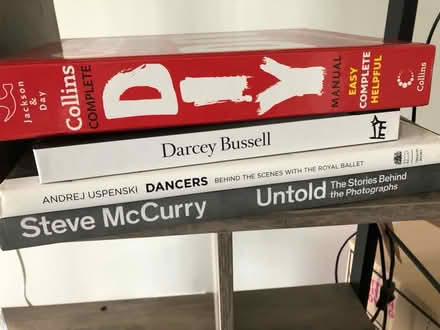 Jackson
& Day
Collins
COMPLETE
DIY
MANUAL
EASY
COMPLETE
HELPFUL
Collins
Darcey Bussell
ANDREJ USPENSKI DANCERS BEHIND THE SCENES WITH THE ROYAL BALLET
Steve McCurry Untold The Stories Behind
the Photographs